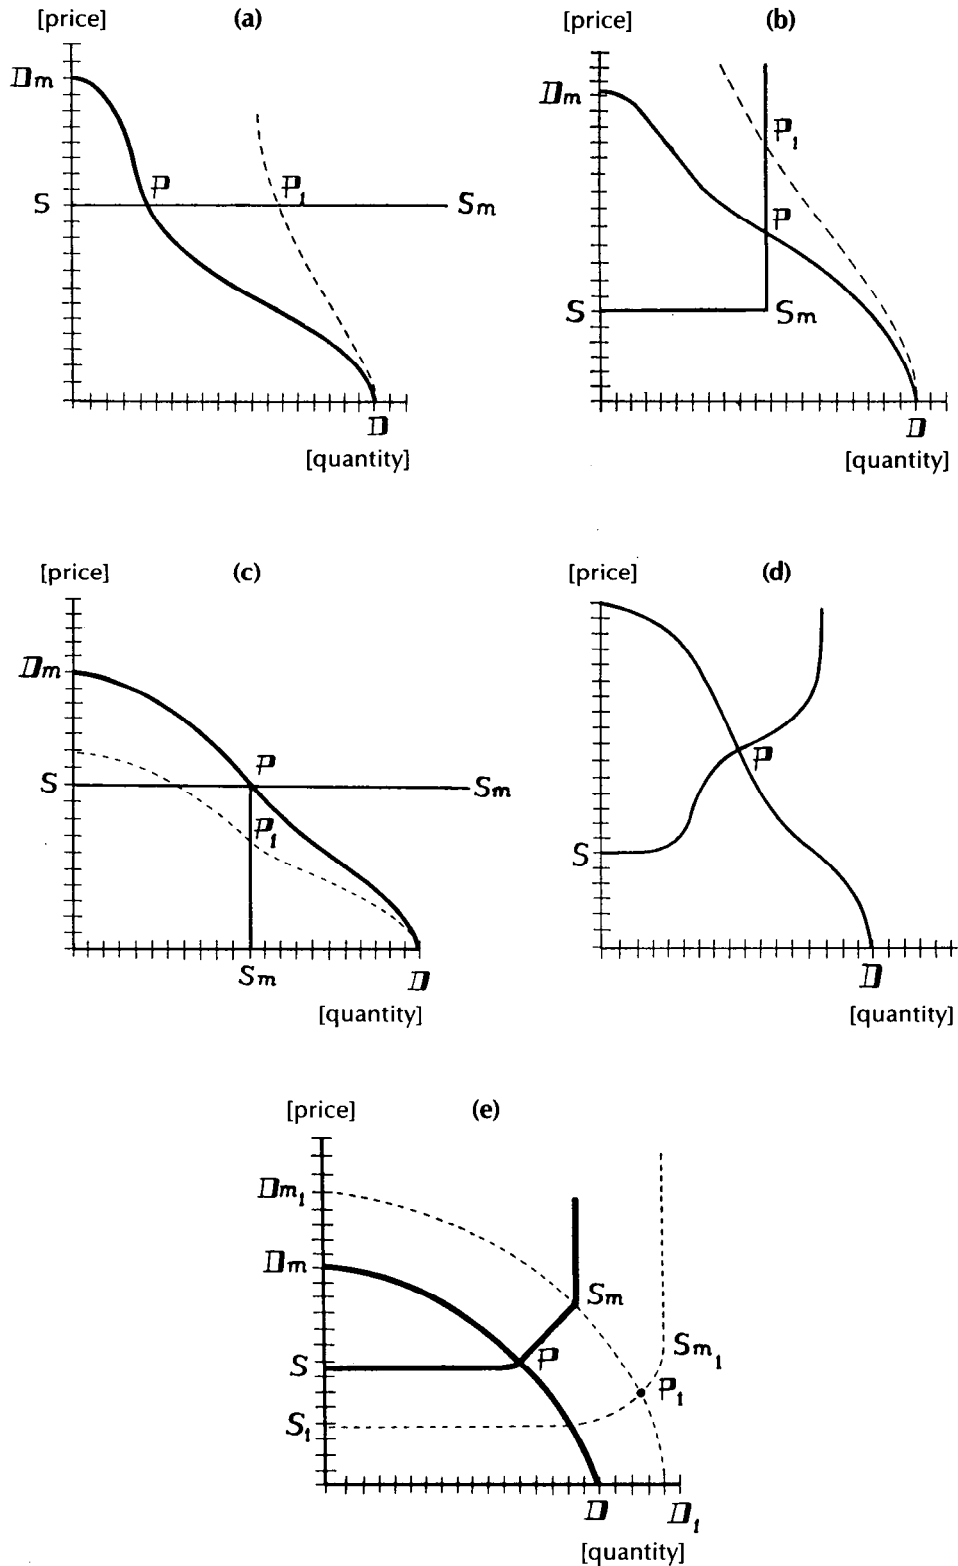 [price] (a)
Dm
P P₁
S Sm
D
[quantity]
[price] (b)
Dm
P₁
P
S Sm
D
[quantity]
[price] (c)
Dm
P
S Sm
P₁
Sm D
[quantity]
[price] (d)
P
S
D
[quantity]
[price] (e)
Dm₁
Dm
Sm
Sm₁
S P
P₁
S₁
D D₁
[quantity]